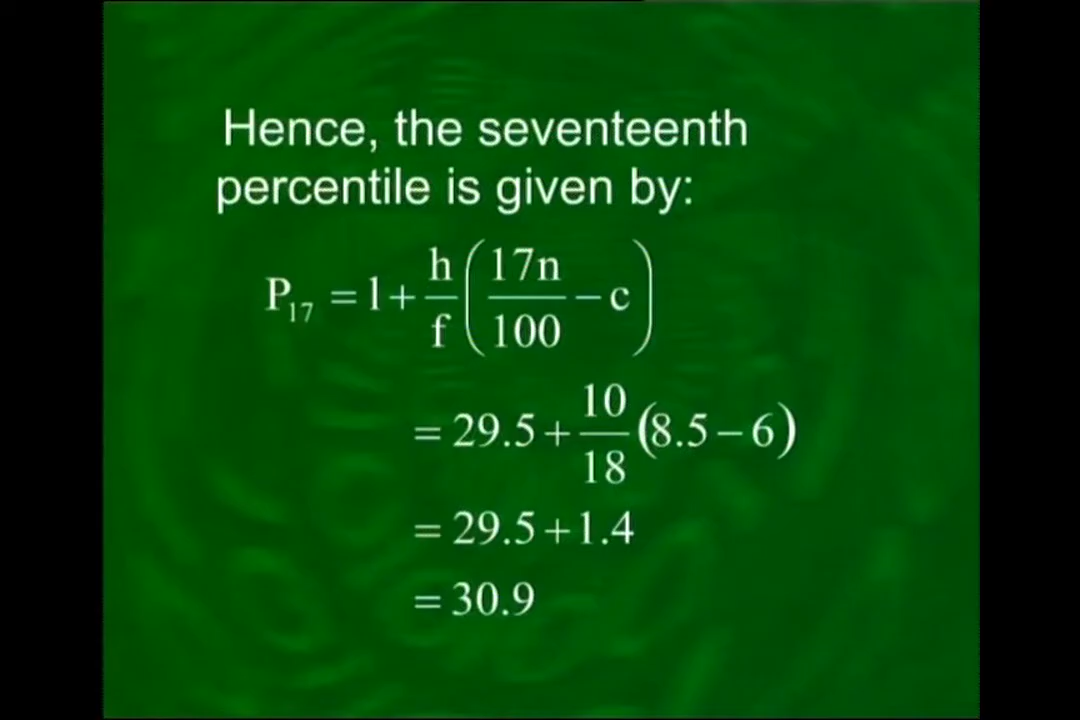 Hence, the seventeenth
percentile is given by:
P₁₇ = l + h/f (17n/100 − c)
= 29.5 + 10/18 (8.5 − 6)
= 29.5 + 1.4
= 30.9